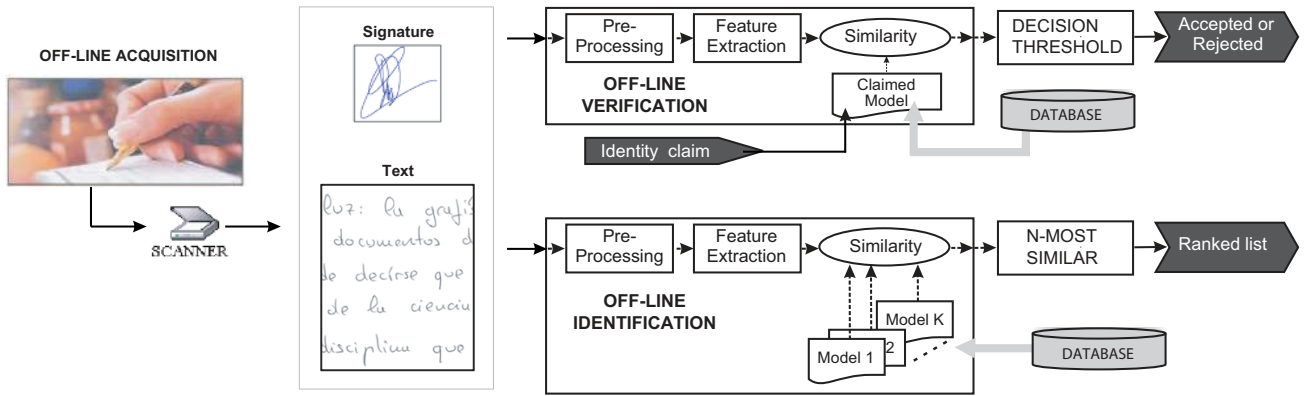 OFF-LINE ACQUISITION
SCANNER
Signature
Text
luz: la grafis
documentos d
de decirse que
de la ciencia
disciplina que
Pre-
Processing
Feature
Extraction
Similarity
OFF-LINE
VERIFICATION
Claimed
Model
Identity claim
DECISION
THRESHOLD
Accepted or
Rejected
DATABASE
Pre-
Processing
Feature
Extraction
Similarity
OFF-LINE
IDENTIFICATION
Model 1
2
Model K
N-MOST
SIMILAR
Ranked list
DATABASE